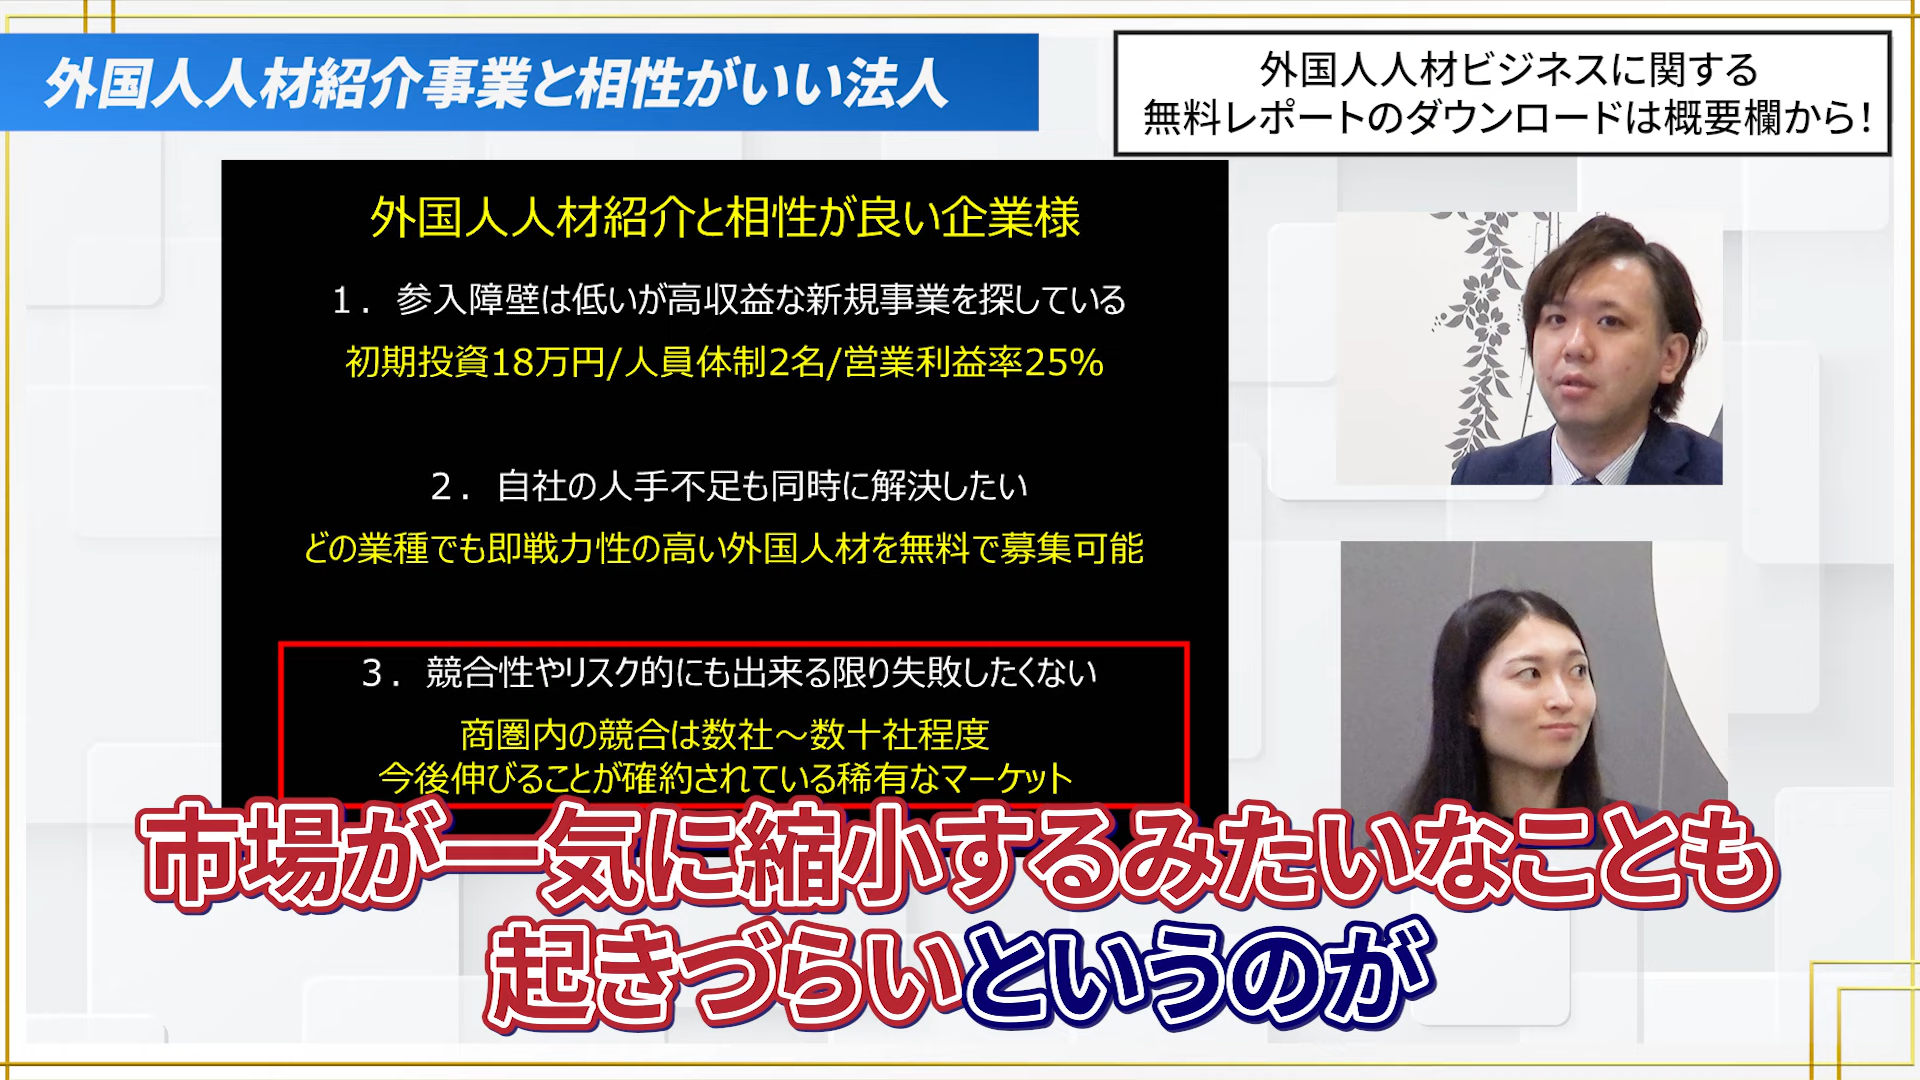 外国人人材紹介事業と相性がいい法人
外国人人材ビジネスに関する
無料レポートのダウンロードは概要欄から!
外国人人材紹介と相性が良い企業様
1．参入障壁は低いが高収益な新規事業を探している
初期投資18万円/人員体制2名/営業利益率25%
2．自社の人手不足も同時に解決したい
どの業種でも即戦力性の高い外国人材を無料で募集可能
3．競合性やリスク的にも出来る限り失敗したくない
商圏内の競合は数社～数十社程度
今後伸びることが確約されている稀有なマーケット
市場が一気に縮小するみたいなことも
起きづらいというのが